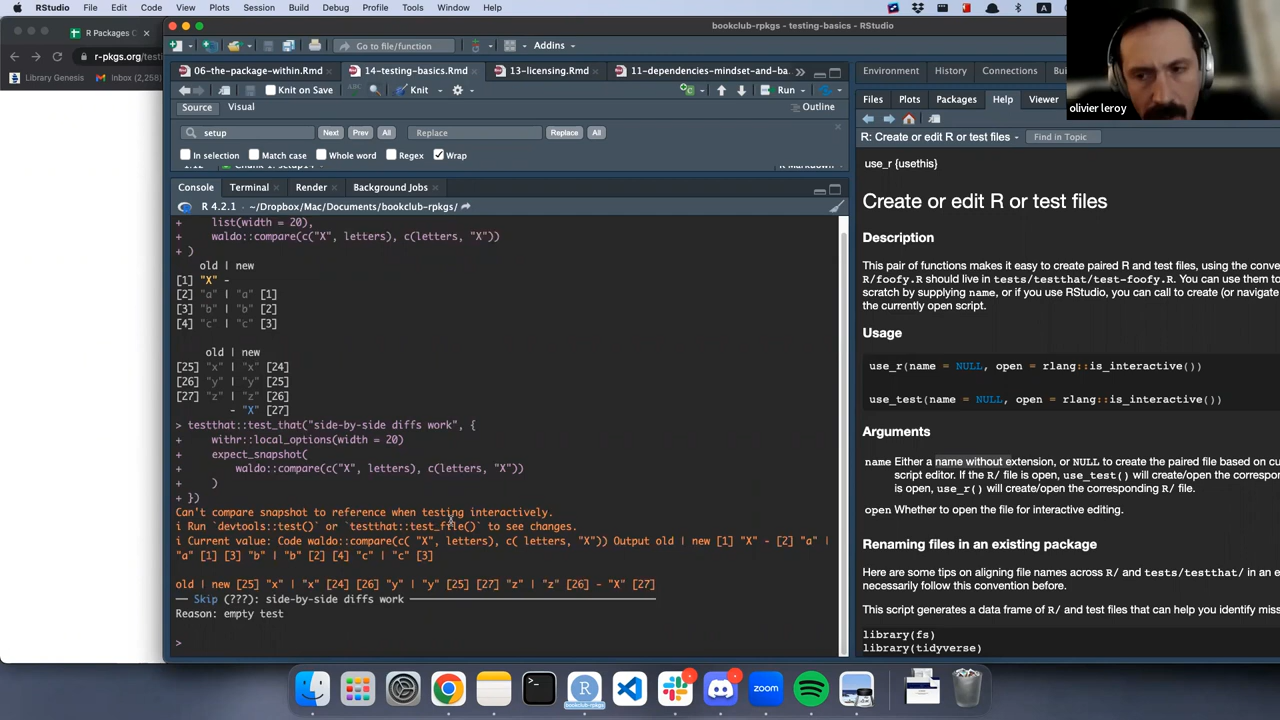 RStudio File Edit Code View Plots Session Build Debug Profile Tools Window Help
bookclub-rpkgs - testing-basics - RStudio
R Packages
r-pkgs.org/test
Library Genesis Inbox (2,258)
Go to file/function Addins
06-the-package-within.Rmd 14-testing-basics.Rmd 13-licensing.Rmd 11-dependencies-mindset-and-ba
Knit on Save Knit Run
Source Visual Outline
setup Next Prev All Replace Replace All
In selection Match case Whole word Regex Wrap
Console Terminal Render Background Jobs
R 4.2.1 · ~/Dropbox/Mac/Documents/bookclub-rpkgs/
+ list(width = 20),
+ waldo::compare(c("X", letters), c(letters, "X"))
+ )
old | new
[1] "X" -
[2] "a" | "a" [1]
[3] "b" | "b" [2]
[4] "c" | "c" [3]
old | new
[25] "x" | "x" [24]
[26] "y" | "y" [25]
[27] "z" | "z" [26]
- "X" [27]
> testthat::test_that("side-by-side diffs work", {
+ withr::local_options(width = 20)
+ expect_snapshot(
+ waldo::compare(c("X", letters), c(letters, "X"))
+ )
+ })
Can't compare snapshot to reference when testing interactively.
i Run `devtools::test()` or `testthat::test_file()` to see changes.
i Current value: Code waldo::compare(c( "X", letters), c( letters, "X")) Output old | new [1] "X" - [2] "a" |
"a" [1] [3] "b" | "b" [2] [4] "c" | "c" [3]
old | new [25] "x" | "x" [24] [26] "y" | "y" [25] [27] "z" | "z" [26] - "X" [27]
── Skip (???): side-by-side diffs work ──
Reason: empty test
>
Environment History Connections
Files Plots Packages Help Viewer
R: Create or edit R or test files Find in Topic
use_r {usethis}
Create or edit R or test files
Description
This pair of functions makes it easy to create paired R and test files, using the conve
R/foofy.R should live in tests/testthat/test-foofy.R. You can use them to
scratch by supplying name, or if you use RStudio, you can call to create (or navigate
the currently open script.
Usage
use_r(name = NULL, open = rlang::is_interactive())
use_test(name = NULL, open = rlang::is_interactive())
Arguments
name Either a name without extension, or NULL to create the paired file based on cu
script editor. If the R/ file is open, use_test() will create/open the correspor
is open, use_r() will create/open the corresponding R/ file.
open Whether to open the file for interactive editing.
Renaming files in an existing package
Here are some tips on aligning file names across R/ and tests/testthat/ in an e
necessarily follow this convention before.
This script generates a data frame of R/ and test files that can help you identify miss
library(fs)
library(tidyverse)
olivier leroy
bookclub-rpkgs
zoom